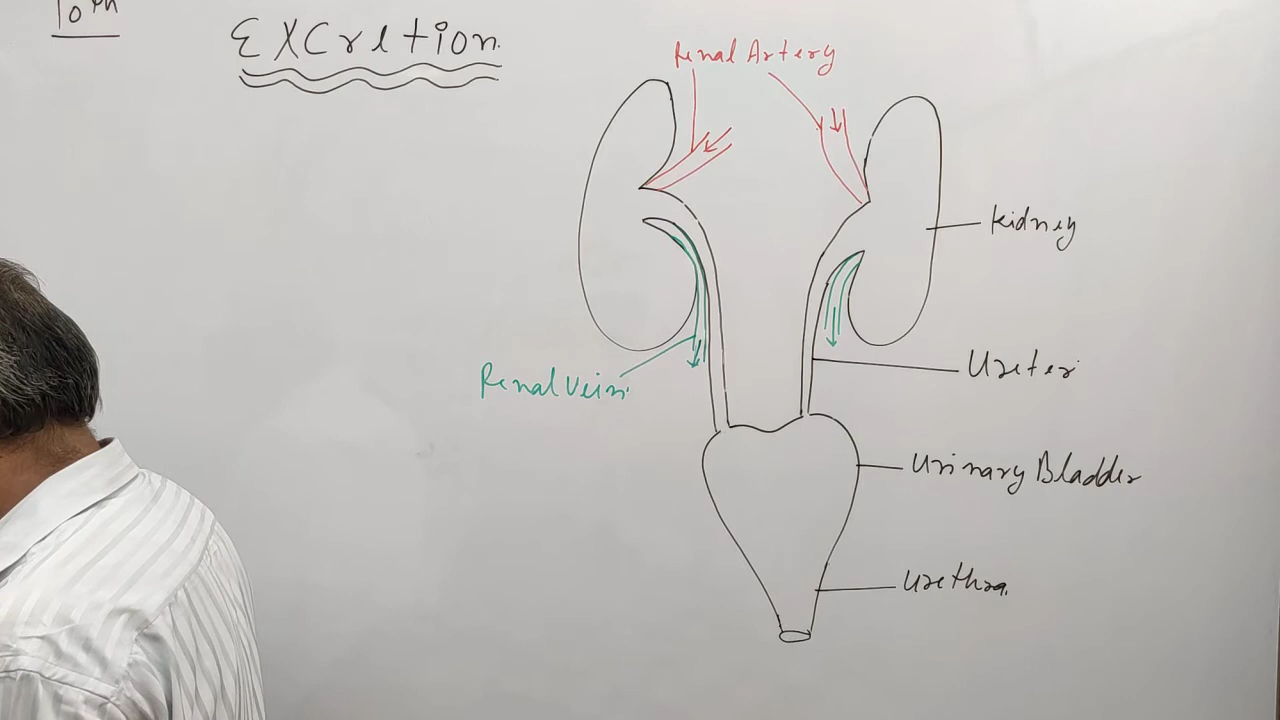 10th
Excretion
Renal Artery
Kidney
Ureter
Renal Vein
Urinary Bladder
Urethra